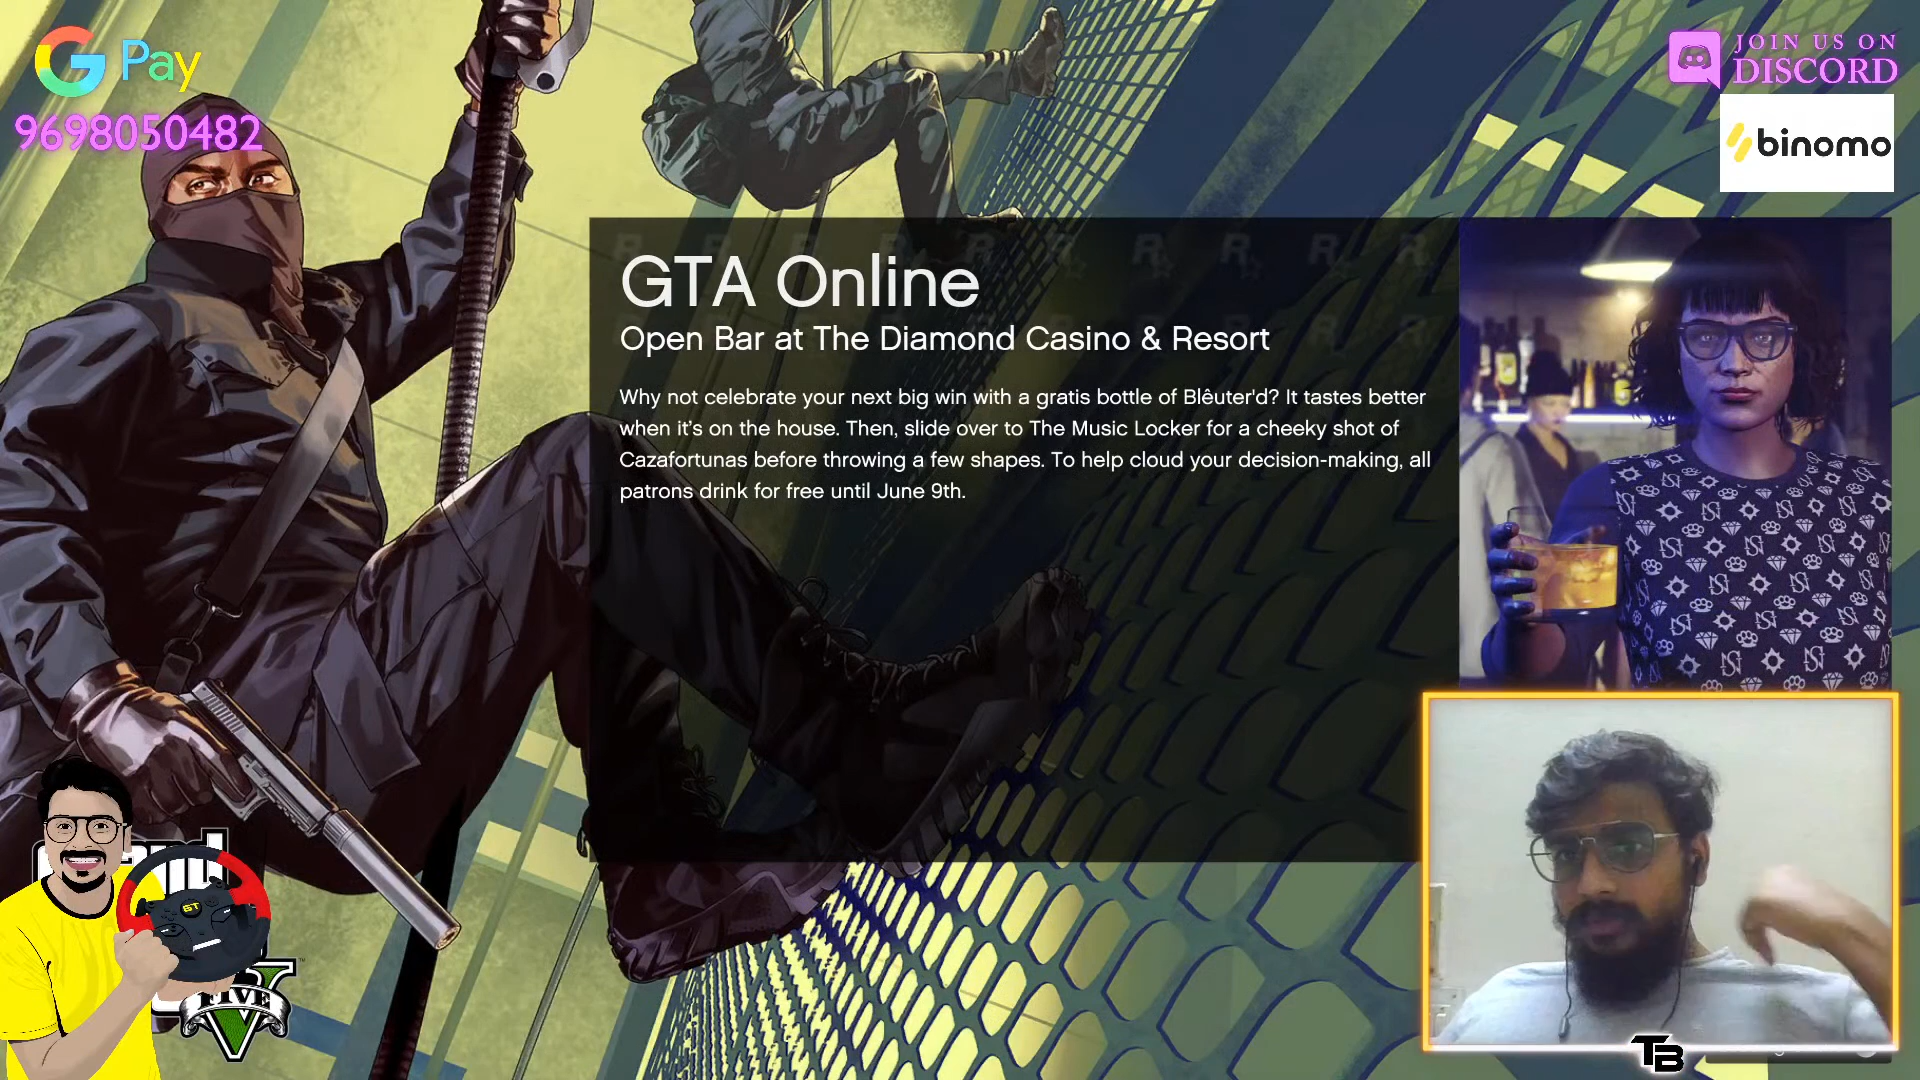 G Pay
9698050482
JOIN US ON
DISCORD
binomo
GTA Online
Open Bar at The Diamond Casino & Resort
Why not celebrate your next big win with a gratis bottle of Blêuter'd? It tastes better
when it's on the house. Then, slide over to The Music Locker for a cheeky shot of
Cazafortunas before throwing a few shapes. To help cloud your decision-making, all
patrons drink for free until June 9th.
GT
FIVE
TB